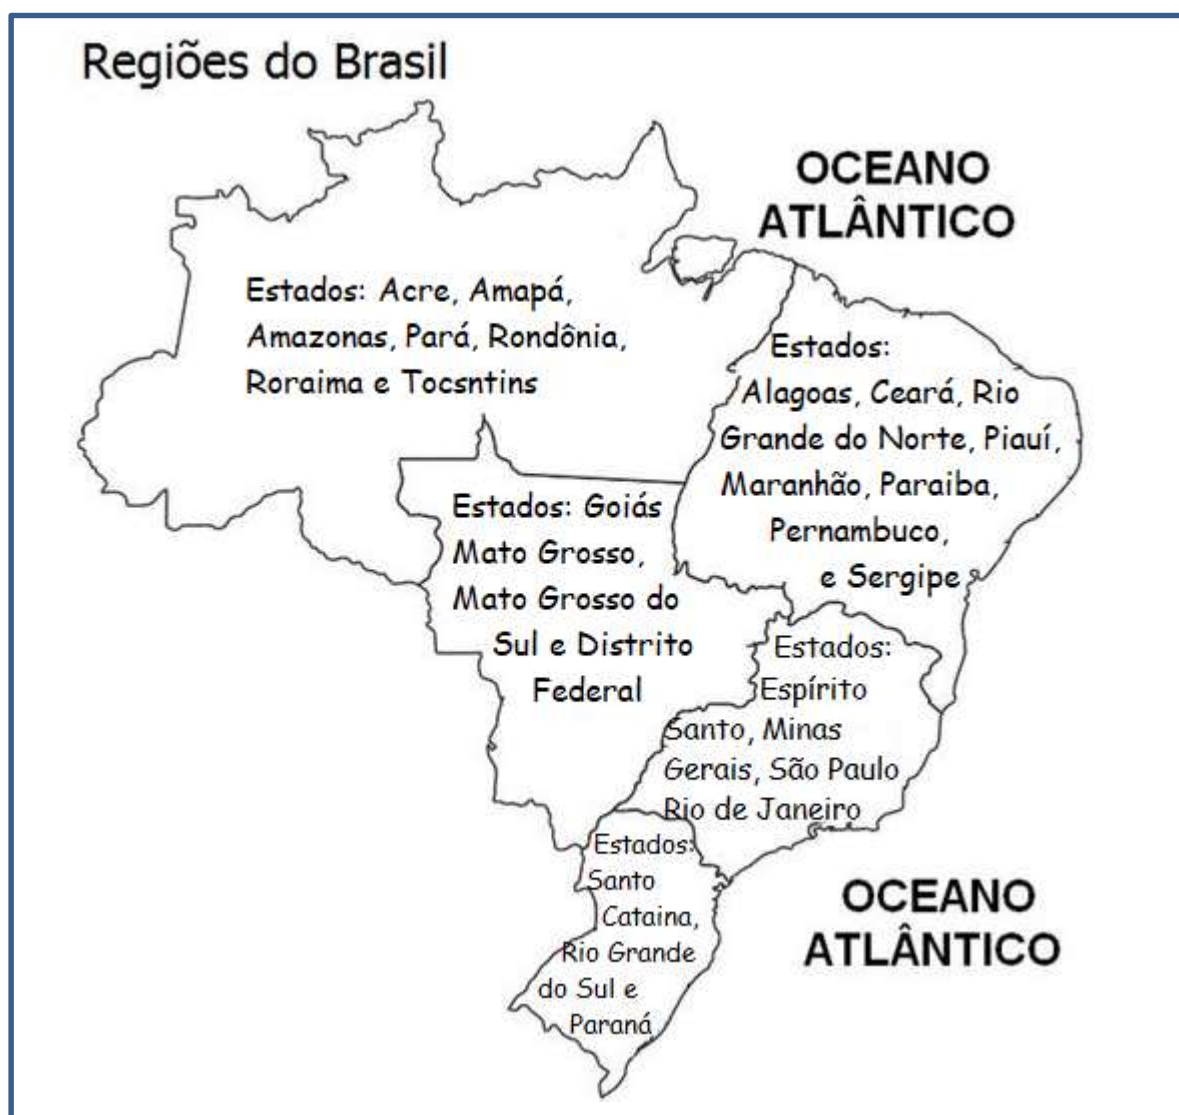 Regiões do Brasil
OCEANO
ATLÂNTICO
Estados: Acre, Amapá,
Amazonas, Pará, Rondônia,
Roraima e Tocsntins
Estados:
Alagoas, Ceará, Rio
Grande do Norte, Piauí,
Maranhão, Paraiba,
Pernambuco,
e Sergipe
Estados: Goiás
Mato Grosso,
Mato Grosso do
Sul e Distrito
Federal
Estados:
Espírito
Santo, Minas
Gerais, São Paulo
Rio de Janeiro
Estados:
Santo
Cataina,
Rio Grande
do Sul e
Paraná
OCEANO
ATLÂNTICO